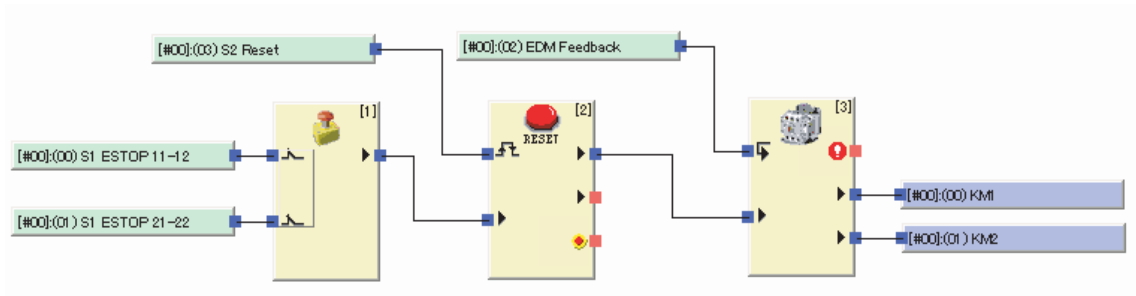 [#00]:(03) S2 Reset
[#00]:(02) EDM Feedback
[1]
[2]
[3]
RESET
[#00]:(00) S1 ESTOP 11-12
[#00]:(00) KM1
[#00]:(01) S1 ESTOP 21-22
[#00]:(01) KM2